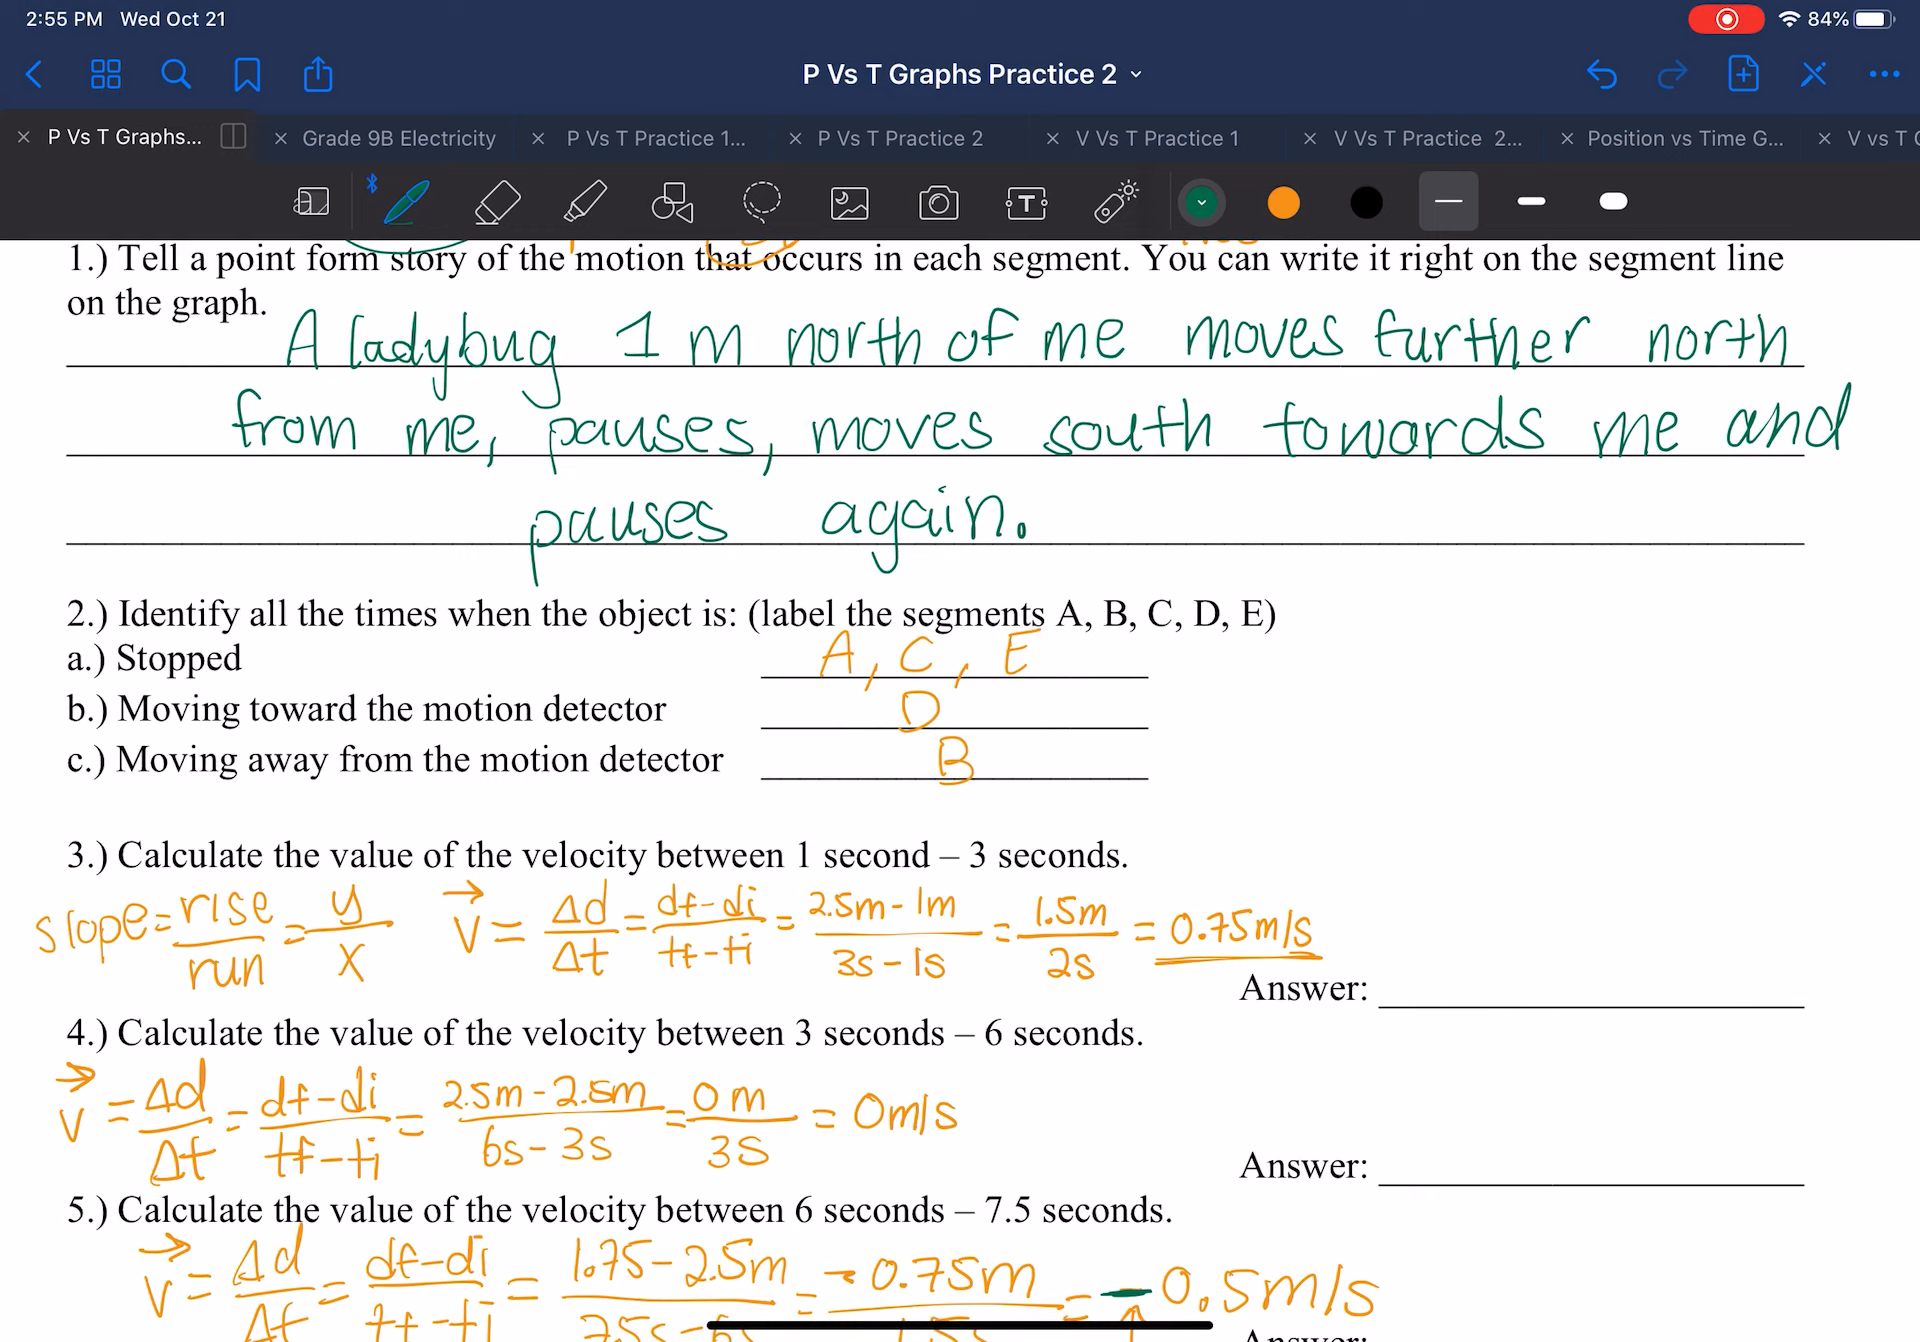 2:55 PM Wed Oct 21
84%
P Vs T Graphs Practice 2
P Vs T Graphs...
Grade 9B Electricity
P Vs T Practice 1...
P Vs T Practice 2
V Vs T Practice 1
V Vs T Practice 2...
Position vs Time G...
V vs T
1.) Tell a point form story of the motion that occurs in each segment. You can write it right on the segment line
on the graph.
A ladybug 1 m north of me moves further north
from me, pauses, moves south towards me and
pauses again.
2.) Identify all the times when the object is: (label the segments A, B, C, D, E)
a.) Stopped A, C, E
b.) Moving toward the motion detector D
c.) Moving away from the motion detector B
3.) Calculate the value of the velocity between 1 second – 3 seconds.
slope = rise/run = y/x v⃗ = Δd/Δt = df-di/tf-ti = 2.5m-1m/3s-1s = 1.5m/2s = 0.75m/s
Answer:
4.) Calculate the value of the velocity between 3 seconds – 6 seconds.
v⃗ = Δd/Δt = df-di/tf-ti = 2.5m-2.5m/6s-3s = 0m/3s = 0m/s
Answer:
5.) Calculate the value of the velocity between 6 seconds – 7.5 seconds.
v⃗ = Δd/Δt = df-di/tf-ti = 1.75-2.5m/7.5s-6s = -0.75m/1.5s = -0.5m/s
Answer: